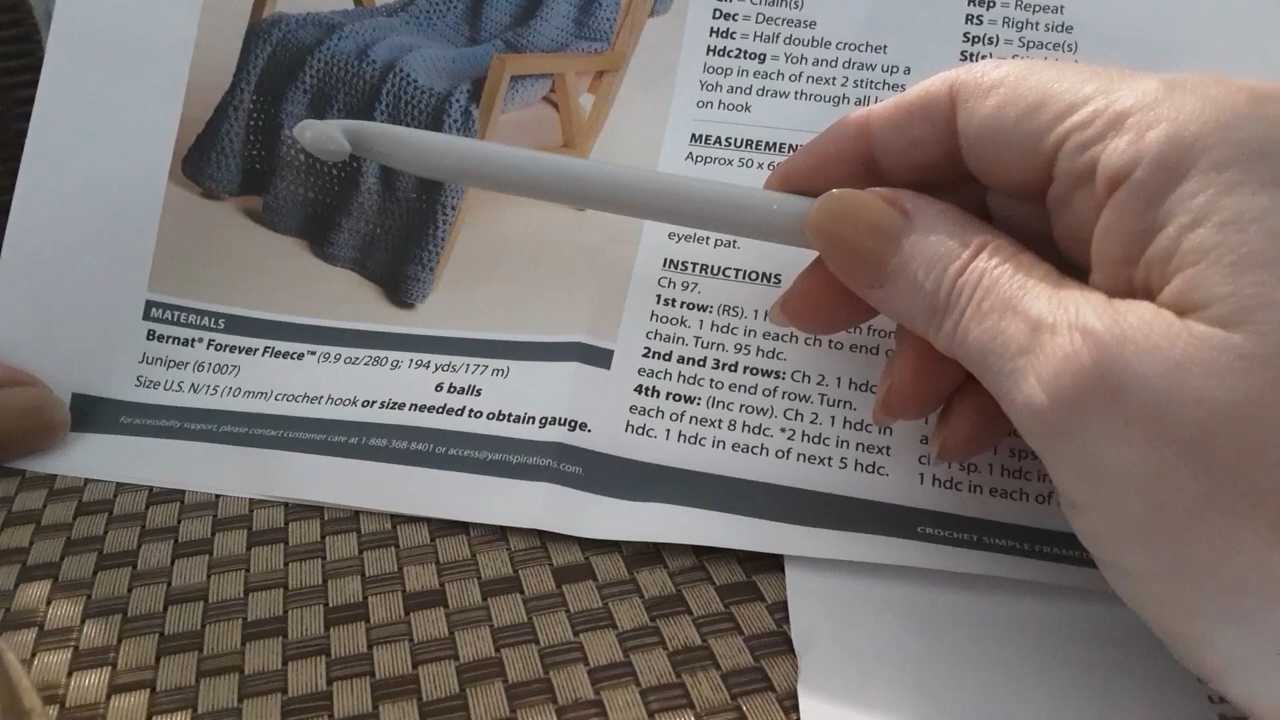 Chain(s)
Dec = Decrease
Hdc = Half double crochet
Hdc2tog = Yoh and draw up a
loop in each of next 2 stitches
Yoh and draw through all
on hook
Rep = Repeat
RS = Right side
Sp(s) = Space(s)
St(s)
Approx 50 x
eyelet pat.
INSTRUCTIONS
Ch 97.
1st row: (RS). 1 from
hook. 1 hdc in each ch to end
chain. Turn. 95 hdc.
2nd and 3rd rows: Ch 2. 1 hdc
each hdc to end of row. Turn.
4th row: (Inc row). Ch 2. 1 hdc in
each of next 8 hdc. *2 hdc in next
hdc. 1 hdc in each of next 5 hdc.
sp. 1 hdc
1 hdc in each of
MATERIALS
Bernat® Forever Fleece™ (9.9 oz/280 g; 194 yds/177 m)
Juniper (61007) 6 balls
Size U.S. N/15 (10 mm) crochet hook or size needed to obtain gauge.
For accessibility support, please contact customer care at 1-888-368-8401 or access@yarnspirations.com.
CROCHET SIMPLE